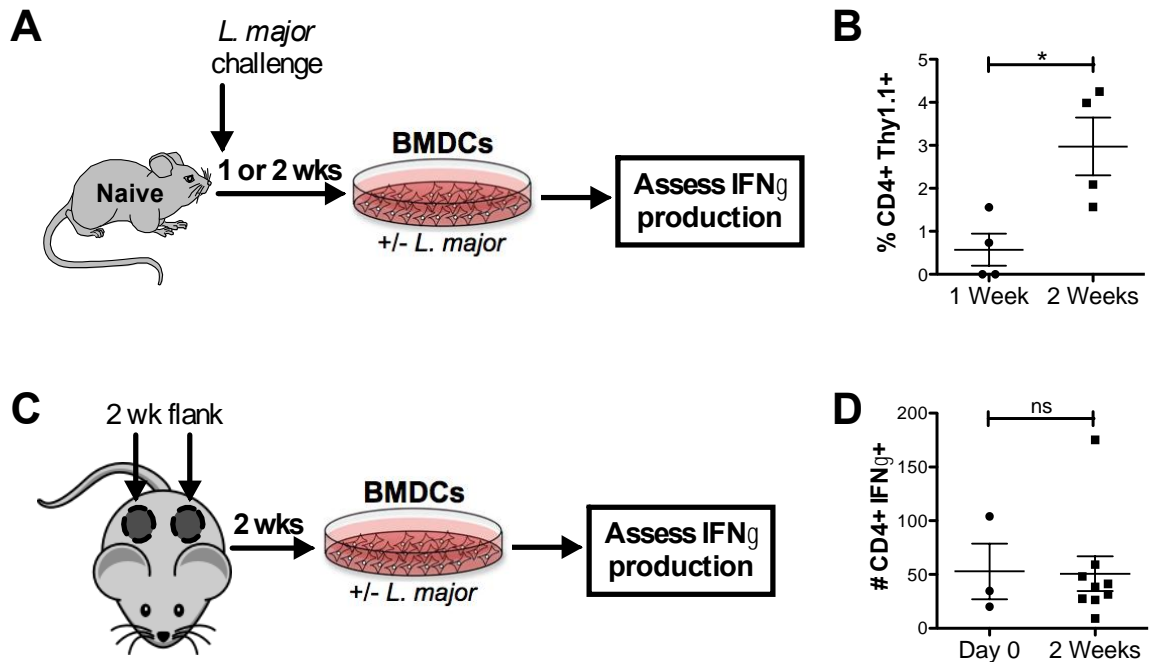 A
L. major
challenge
Naive
1 or 2 wks
BMDCs
+/- L. major
Assess IFNg
production
B
% CD4+ Thy1.1+
5
4
3
2
1
0
*
1 Week
2 Weeks
C
2 wk flank
2 wks
BMDCs
+/- L. major
Assess IFNg
production
D
# CD4+ IFNg+
200
150
100
50
0
ns
Day 0
2 Weeks